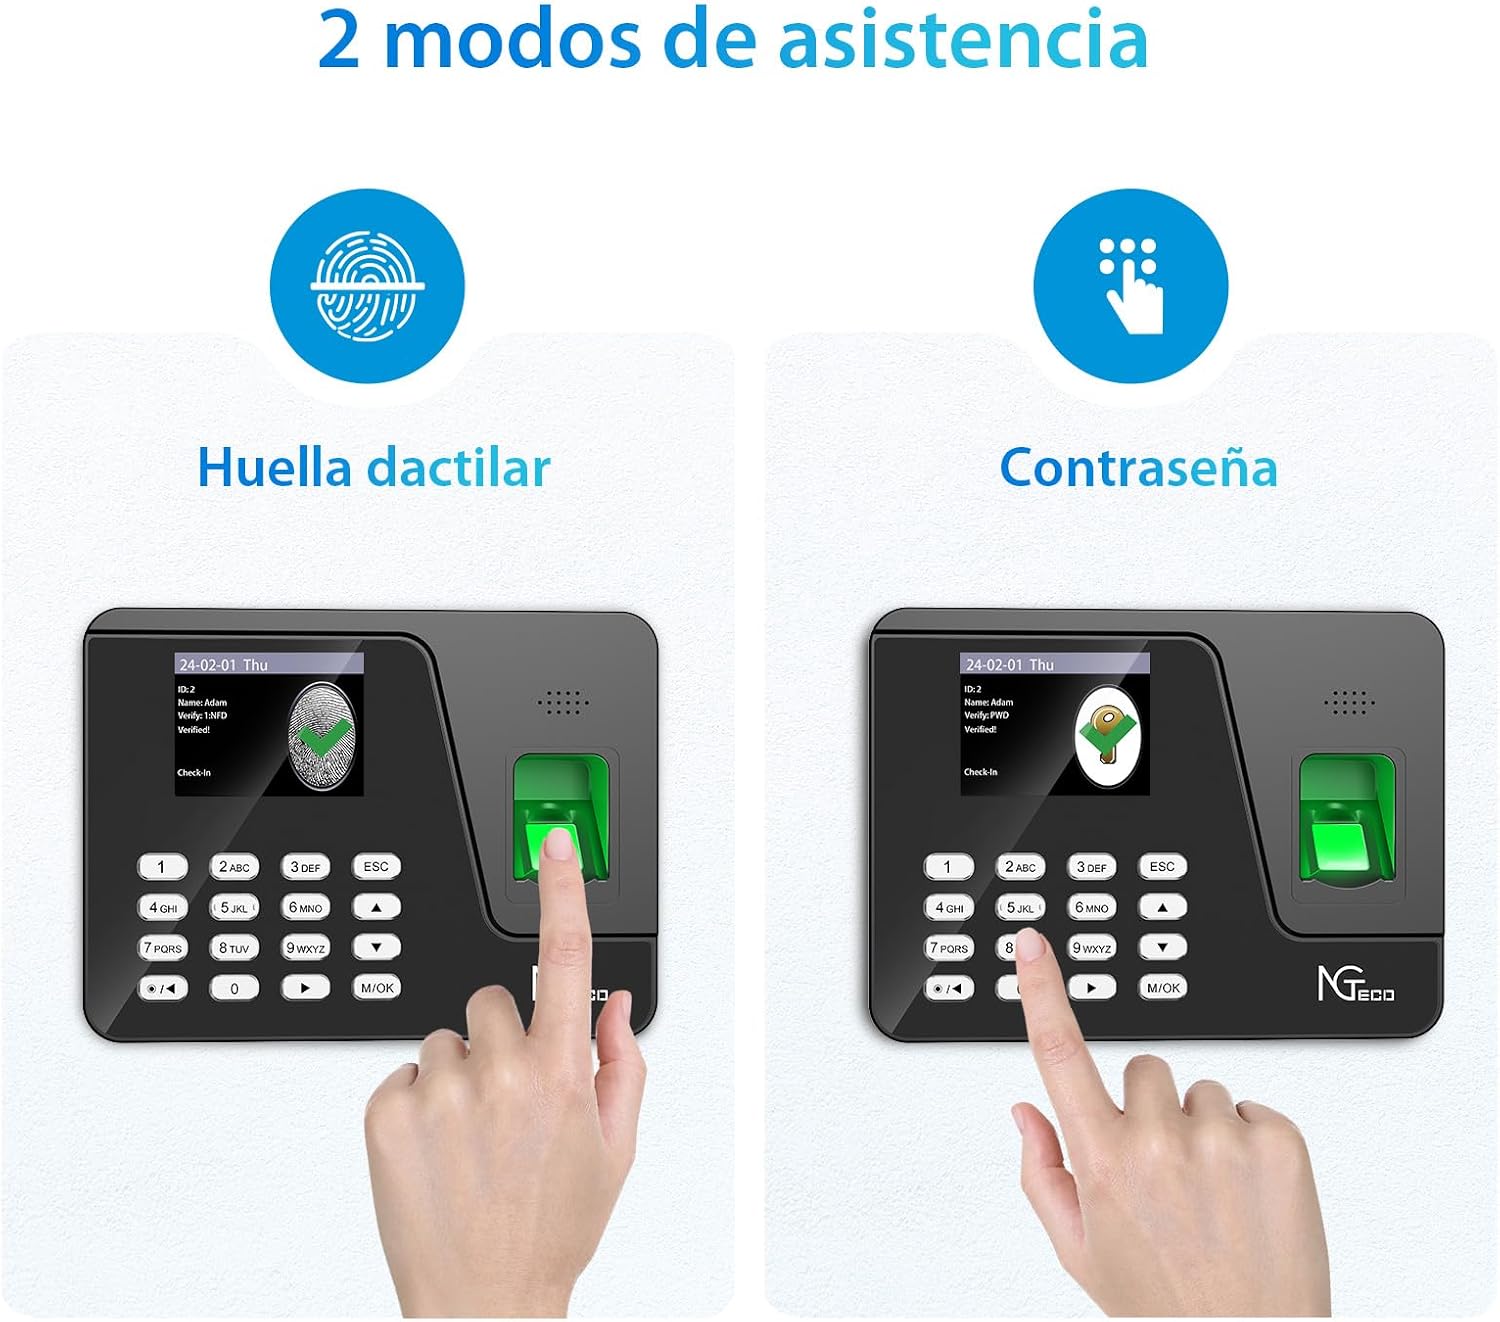 2 modos de asistencia
Huella dactilar
Contraseña
24-02-01 Thu
ID: 2
Name: Adam
Verify: 1:NFD
Verified!
Check-In
1
2 ABC
3 DEF
ESC
4 GHI
5 JKL
6 MNO
7 PQRS
8 TUV
9 WXYZ
0
M/OK
ECO
24-02-01 Thu
ID: 2
Name: Adam
Verify: PWD
Verified!
Check-In
1
2 ABC
3 DEF
ESC
4 GHI
5 JKL
6 MNO
7 PQRS
8
9 WXYZ
M/OK
NGTECO